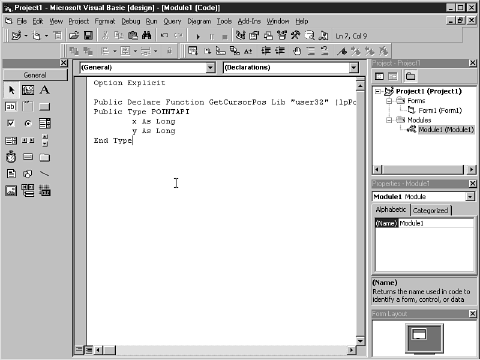 Project1 - Microsoft Visual Basic [design] - [Module1 (Code)]
File Edit View Project Format Debug Run Query Diagram Tools Add-Ins Window Help
Ln 7, Col 9
General
(General) (Declarations)
Option Explicit
Public Declare Function GetCursorPos Lib "user32" (lpPo
Public Type POINTAPI
x As Long
y As Long
End Type
Project - Project1
Project1 (Project1)
Forms
Form1 (Form1)
Modules
Module1 (Module1)
Properties - Module1
Module1 Module
Alphabetic Categorized
(Name) Module1
(Name)
Returns the name used in code to
identify a form, control, or data
Form Layout